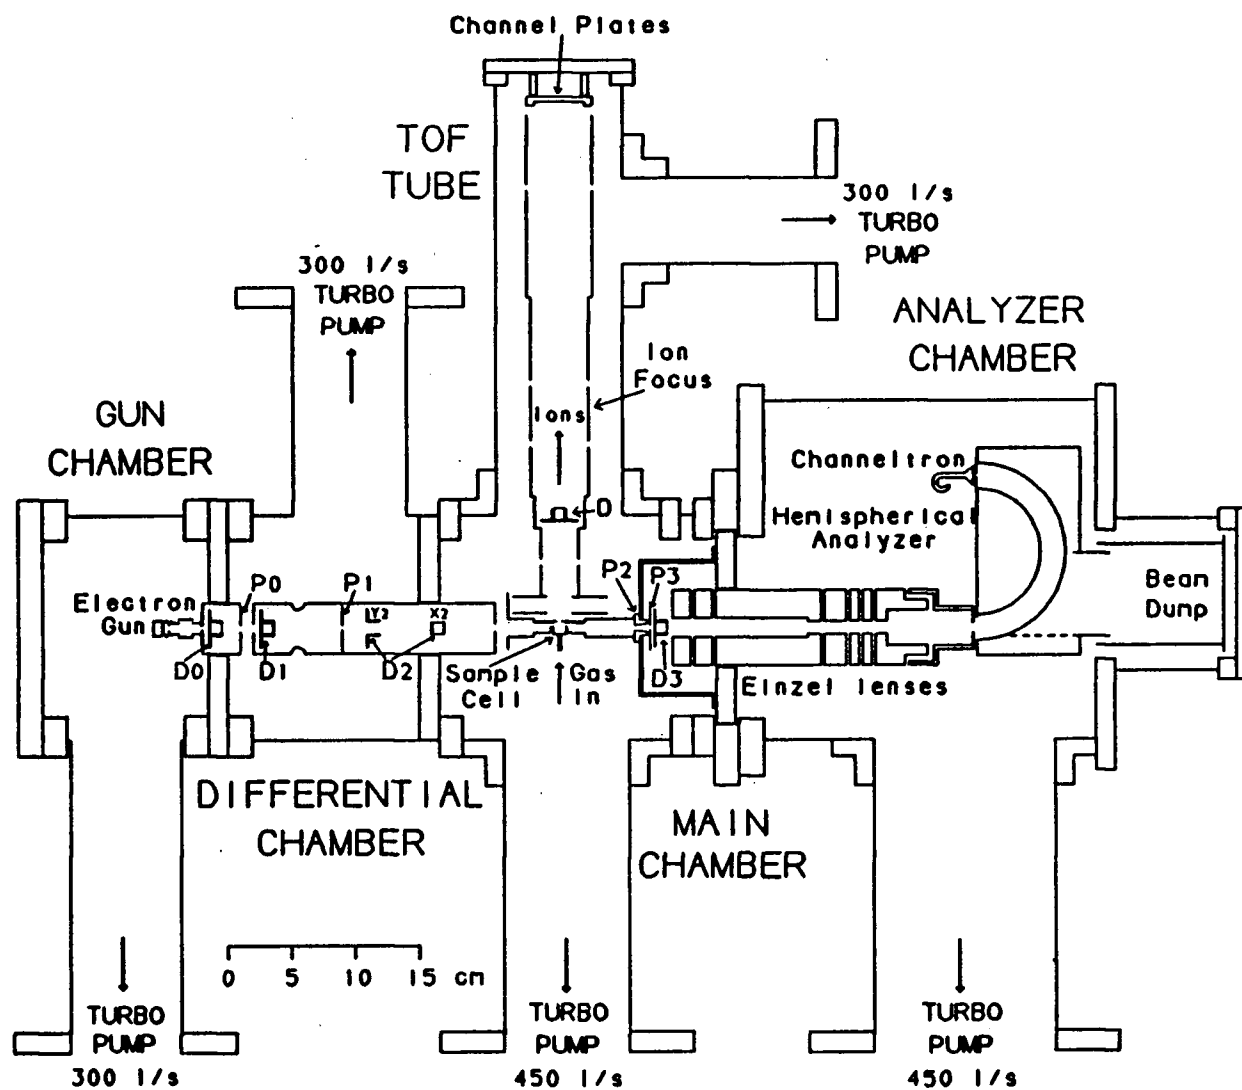 Channel Plates
TOF
TUBE
300 l/s
TURBO
PUMP
300 l/s
TURBO
PUMP
ANALYZER
CHAMBER
Ion
Focus
Ions
GUN
CHAMBER
Channeltron
D
Hemispherical
Analyzer
P0
P1
Y2
X2
P2
P3
Electron
Gun
Beam
Dump
D0
D1
D2
Sample
Cell
Gas
In
D3
Einzel lenses
DIFFERENTIAL
CHAMBER
MAIN
CHAMBER
0 5 10 15 cm
TURBO
PUMP
300 l/s
TURBO
PUMP
450 l/s
TURBO
PUMP
450 l/s